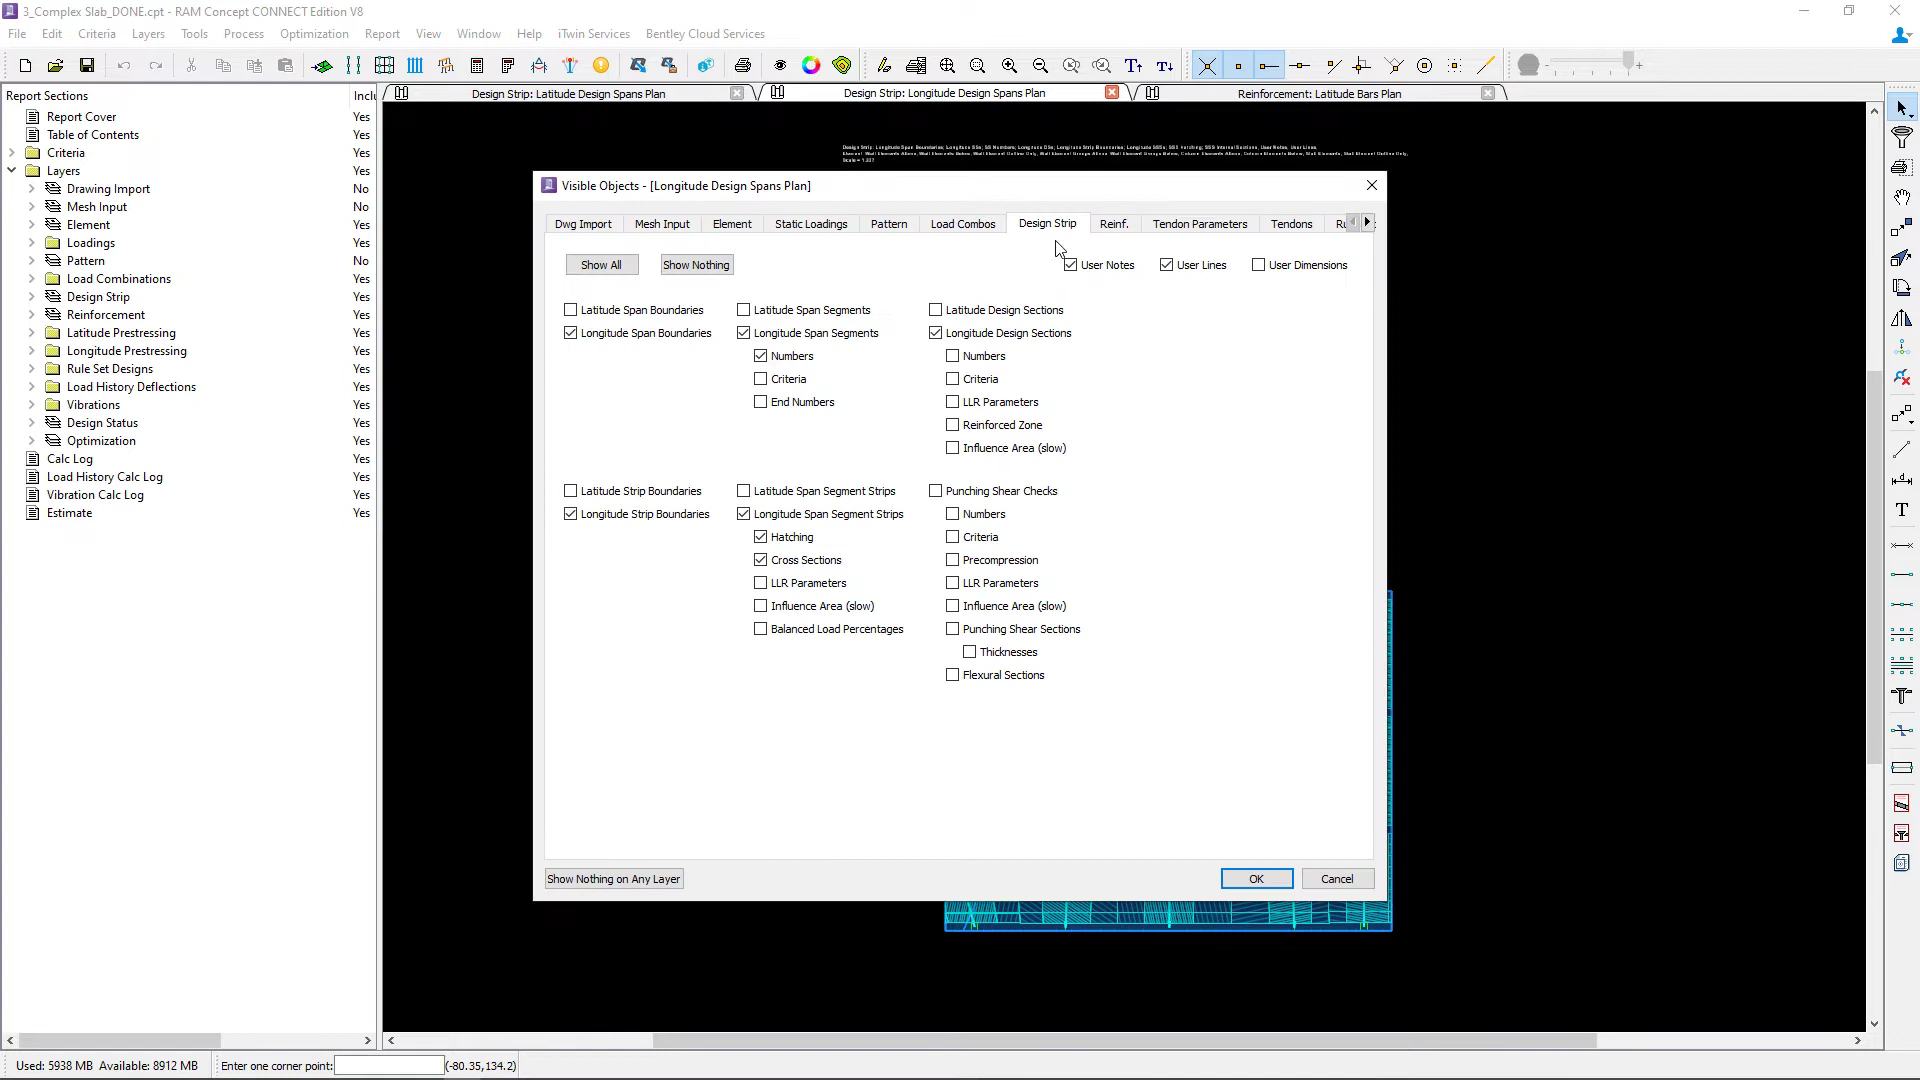 3_Complex Slab_DONE.cpt - RAM Concept CONNECT Edition V8
File Edit Criteria Layers Tools Process Optimization Report View Window Help iTwin Services Bentley Cloud Services
Report Sections Inclu
Design Strip: Latitude Design Spans Plan
Design Strip: Longitude Design Spans Plan
Reinforcement: Latitude Bars Plan
Report Cover Yes
Table of Contents Yes
Criteria Yes
Layers Yes
Drawing Import No
Mesh Input No
Element Yes
Loadings Yes
Pattern No
Load Combinations Yes
Design Strip Yes
Reinforcement Yes
Latitude Prestressing Yes
Longitude Prestressing Yes
Rule Set Designs Yes
Load History Deflections Yes
Vibrations Yes
Design Status Yes
Optimization Yes
Calc Log Yes
Load History Calc Log Yes
Vibration Calc Log Yes
Estimate Yes
Visible Objects - [Longitude Design Spans Plan]
Dwg Import Mesh Input Element Static Loadings Pattern Load Combos Design Strip Reinf. Tendon Parameters Tendons
Show All Show Nothing User Notes User Lines User Dimensions
Latitude Span Boundaries Latitude Span Segments Latitude Design Sections
Longitude Span Boundaries Longitude Span Segments Longitude Design Sections
Numbers Numbers
Criteria Criteria
End Numbers LLR Parameters
Reinforced Zone
Influence Area (slow)
Latitude Strip Boundaries Latitude Span Segment Strips Punching Shear Checks
Longitude Strip Boundaries Longitude Span Segment Strips Numbers
Hatching Criteria
Cross Sections Precompression
LLR Parameters LLR Parameters
Influence Area (slow) Influence Area (slow)
Balanced Load Percentages Punching Shear Sections
Thicknesses
Flexural Sections
Show Nothing on Any Layer OK Cancel
Used: 5938 MB Available: 8912 MB Enter one corner point: (-80.35,134.2)